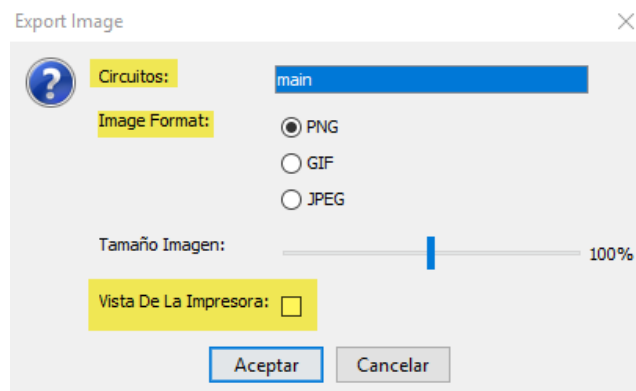 Export Image
Circuitos: main
Image Format: PNG
GIF
JPEG
Tamaño Imagen: 100%
Vista De La Impresora:
Aceptar Cancelar